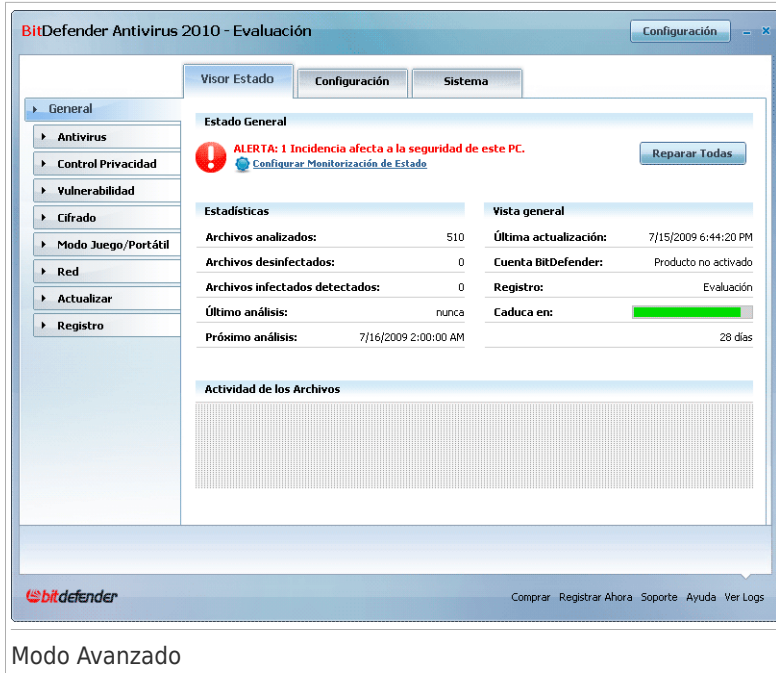 BitDefender Antivirus 2010 - Evaluación
Configuración
Visor Estado
Configuración
Sistema
General
Antivirus
Control Privacidad
Vulnerabilidad
Cifrado
Modo Juego/Portátil
Red
Actualizar
Registro
Estado General
ALERTA: 1 Incidencia afecta a la seguridad de este PC.
Configurar Monitorización de Estado
Reparar Todas
Estadísticas
Archivos analizados: 510
Archivos desinfectados: 0
Archivos infectados detectados: 0
Último análisis: nunca
Próximo análisis: 7/16/2009 2:00:00 AM
Vista general
Última actualización: 7/15/2009 6:44:20 PM
Cuenta BitDefender: Producto no activado
Registro: Evaluación
Caduca en:
28 días
Actividad de los Archivos
bitdefender
Comprar Registrar Ahora Soporte Ayuda Ver Logs
Modo Avanzado